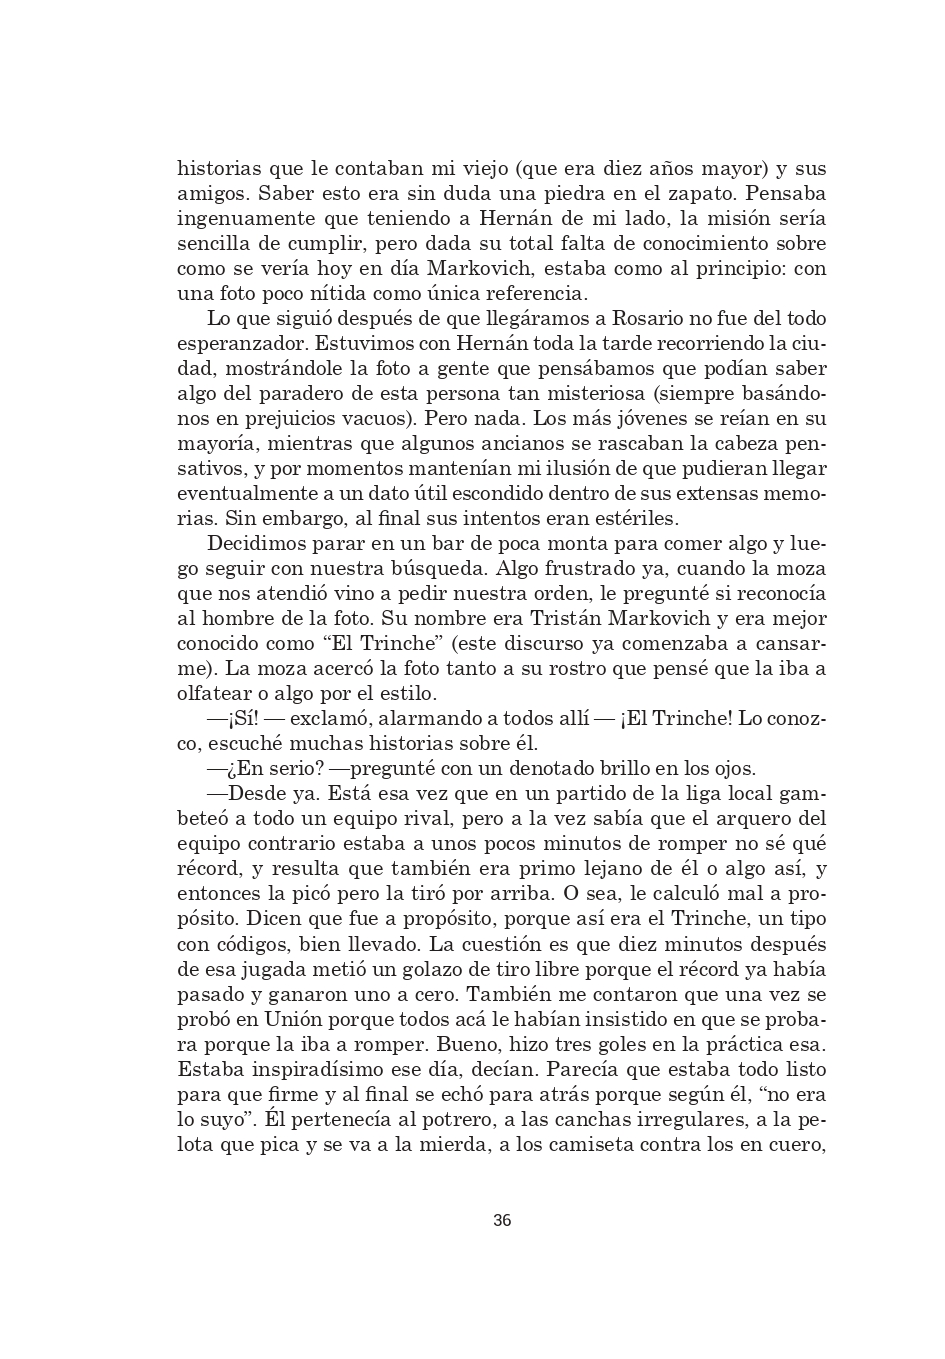 historias que le contaban mi viejo (que era diez años mayor) y sus
amigos. Saber esto era sin duda una piedra en el zapato. Pensaba
ingenuamente que teniendo a Hernán de mi lado, la misión sería
sencilla de cumplir, pero dada su total falta de conocimiento sobre
como se vería hoy en día Markovich, estaba como al principio: con
una foto poco nítida como única referencia.
Lo que siguió después de que llegáramos a Rosario no fue del todo
esperanzador. Estuvimos con Hernán toda la tarde recorriendo la ciu-
dad, mostrándole la foto a gente que pensábamos que podían saber
algo del paradero de esta persona tan misteriosa (siempre basándo-
nos en prejuicios vacuos). Pero nada. Los más jóvenes se reían en su
mayoría, mientras que algunos ancianos se rascaban la cabeza pen-
sativos, y por momentos mantenían mi ilusión de que pudieran llegar
eventualmente a un dato útil escondido dentro de sus extensas memo-
rias. Sin embargo, al final sus intentos eran estériles.
Decidimos parar en un bar de poca monta para comer algo y lue-
go seguir con nuestra búsqueda. Algo frustrado ya, cuando la moza
que nos atendió vino a pedir nuestra orden, le pregunté si reconocía
al hombre de la foto. Su nombre era Tristán Markovich y era mejor
conocido como “El Trinche” (este discurso ya comenzaba a cansar-
me). La moza acercó la foto tanto a su rostro que pensé que la iba a
olfatear o algo por el estilo.
—¡Sí! — exclamó, alarmando a todos allí — ¡El Trinche! Lo conoz-
co, escuché muchas historias sobre él.
—¿En serio? —pregunté con un denotado brillo en los ojos.
—Desde ya. Está esa vez que en un partido de la liga local gam-
beteó a todo un equipo rival, pero a la vez sabía que el arquero del
equipo contrario estaba a unos pocos minutos de romper no sé qué
récord, y resulta que también era primo lejano de él o algo así, y
entonces la picó pero la tiró por arriba. O sea, le calculó mal a pro-
pósito. Dicen que fue a propósito, porque así era el Trinche, un tipo
con códigos, bien llevado. La cuestión es que diez minutos después
de esa jugada metió un golazo de tiro libre porque el récord ya había
pasado y ganaron uno a cero. También me contaron que una vez se
probó en Unión porque todos acá le habían insistido en que se proba-
ra porque la iba a romper. Bueno, hizo tres goles en la práctica esa.
Estaba inspiradísimo ese día, decían. Parecía que estaba todo listo
para que firme y al final se echó para atrás porque según él, “no era
lo suyo”. Él pertenecía al potrero, a las canchas irregulares, a la pe-
lota que pica y se va a la mierda, a los camiseta contra los en cuero,
36